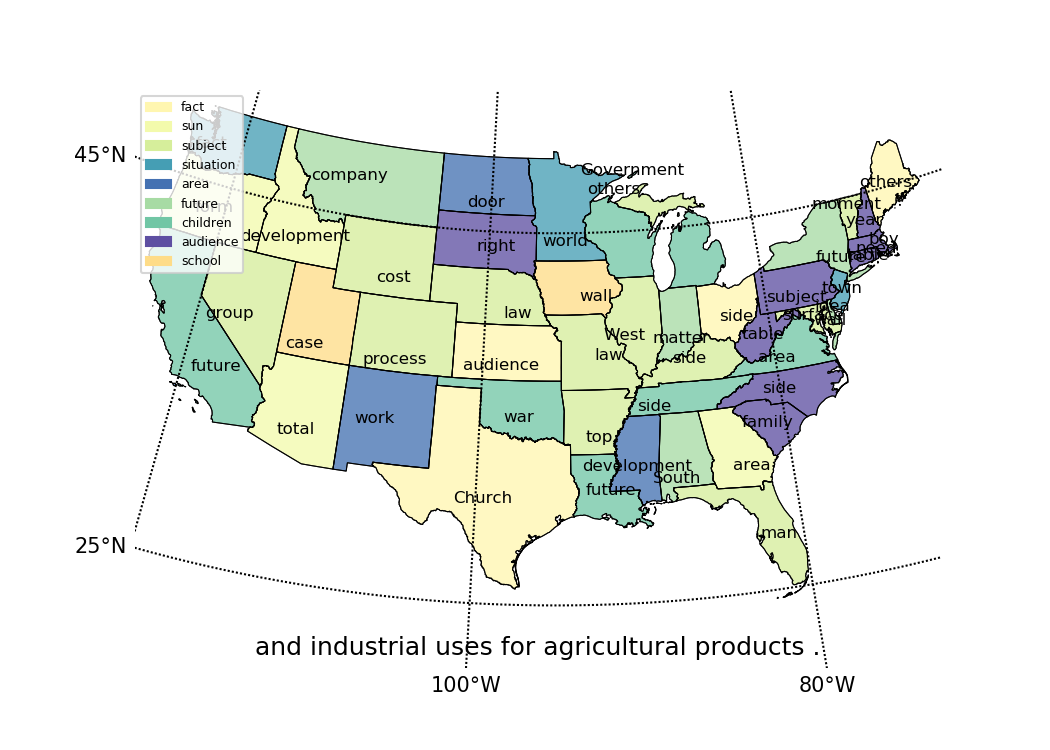 45°N
25°N
100°W
80°W
fact
sun
subject
situation
area
future
children
audience
school
form
company
development
door
right
world
Government
others
others
moment
year
boy
need
future
cost
group
case
process
law
wall
audience
West
law
matter
side
side
table
subject
town
surface
area
side
family
future
work
total
war
side
top
development
South
area
future
Church
man
and industrial uses for agricultural products .